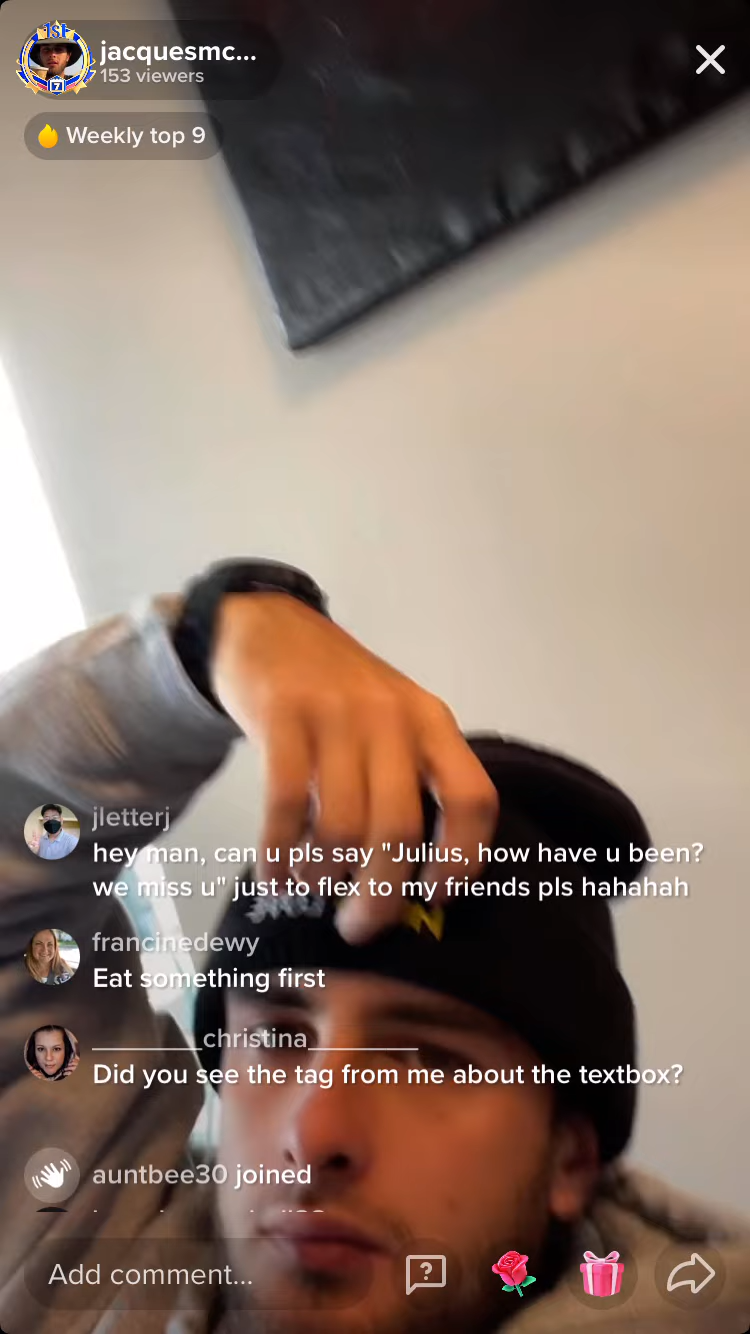 jacquesmc...
153 viewers
Weekly top 9
jletterj
hey man, can u pls say "Julius, how have u been?
we miss u" just to flex to my friends pls hahahah
francinedewy
Eat something first
________christina________
Did you see the tag from me about the textbox?
auntbee30 joined
Add comment...